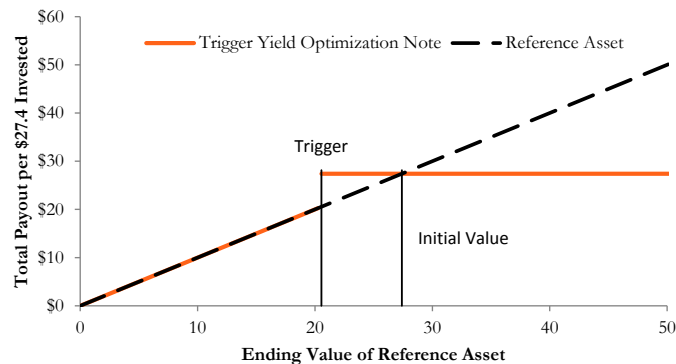 $60
Trigger Yield Optimization Note
Reference Asset
$50
$40
$30
$20
$10
$0
Total Payout per $27.4 Invested
Trigger
Initial Value
0
10
20
30
40
50
Ending Value of Reference Asset